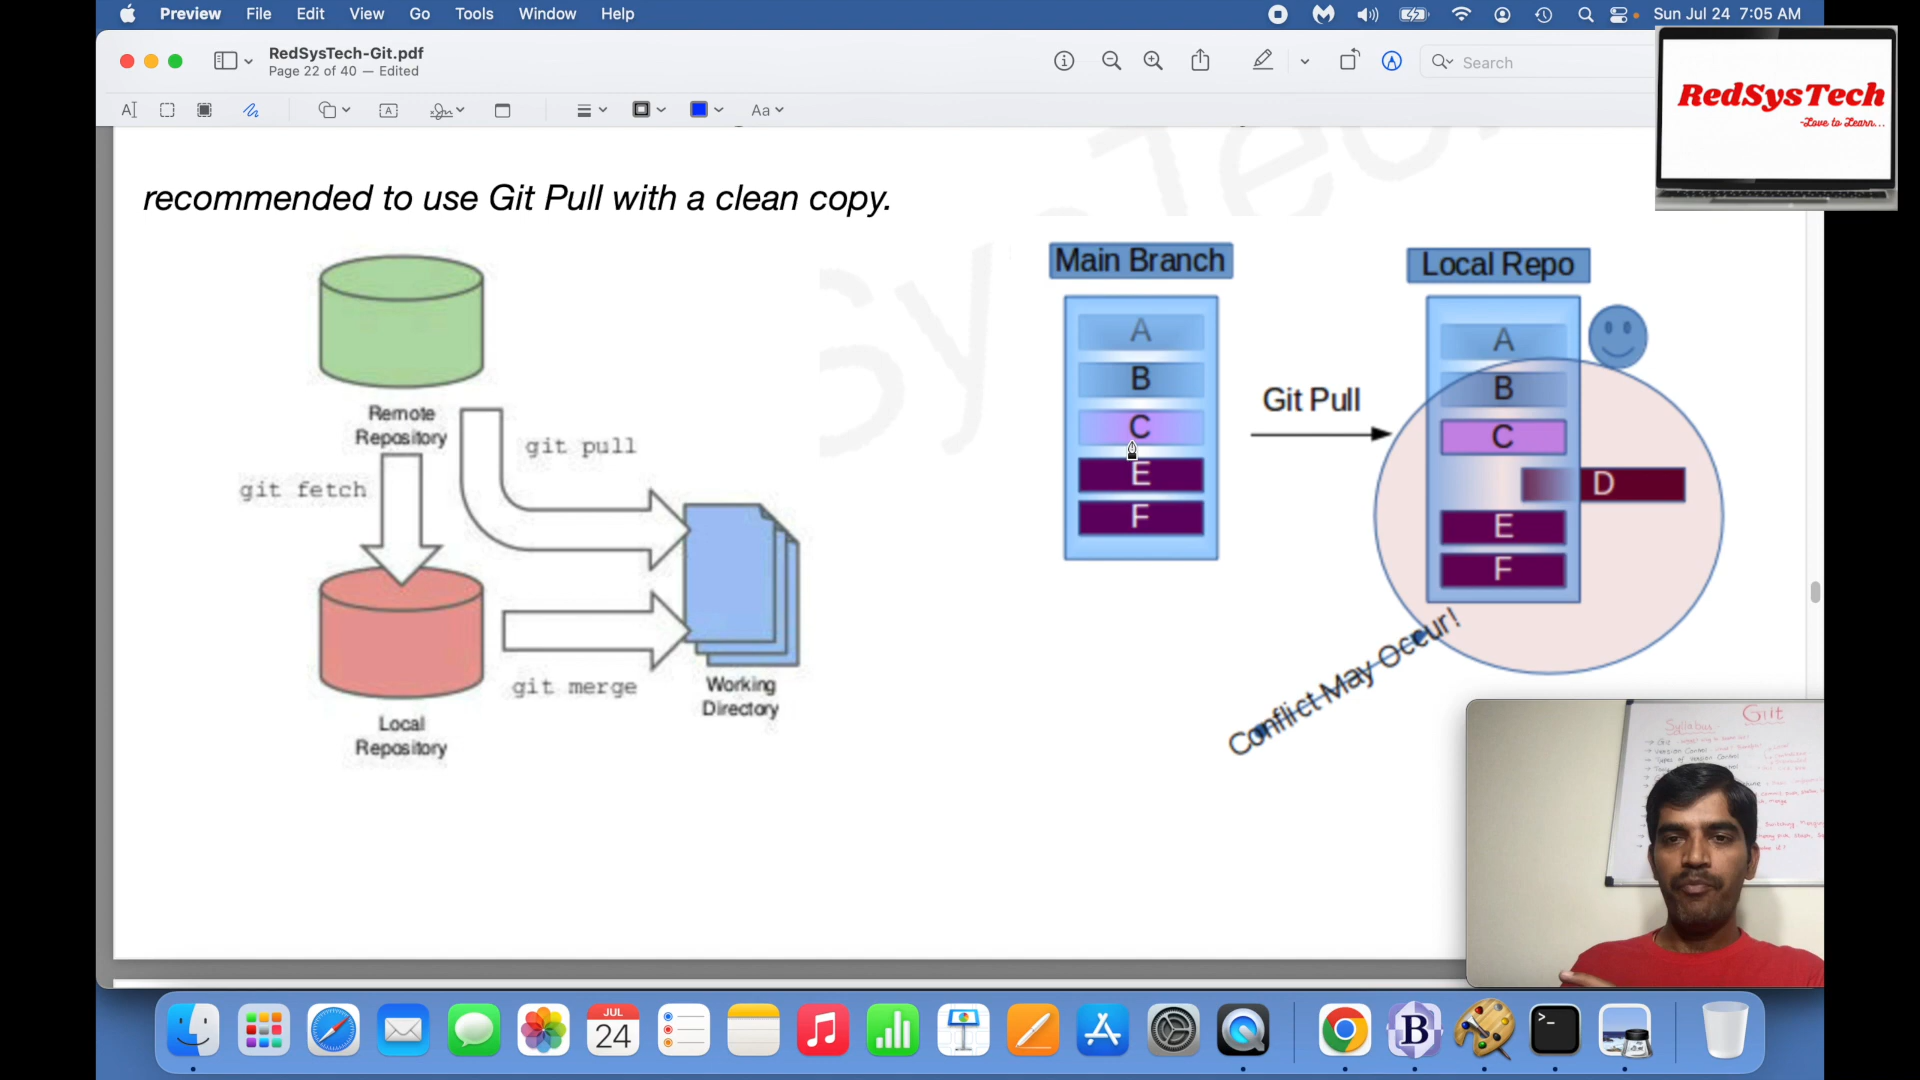 Preview File Edit View Go Tools Window Help
Sun Jul 24 7:05 AM
RedSysTech-Git.pdf
Page 22 of 40 — Edited
Search
Aa
RedSysTech
-Love to Learn...
recommended to use Git Pull with a clean copy.
Remote
Repository
git pull
git fetch
git merge
Working
Directory
Local
Repository
Main Branch
A
B
C
E
F
Git Pull
Local Repo
A
B
C
D
E
F
Conflict May Occur!
Syllabus
Git
JUL
24